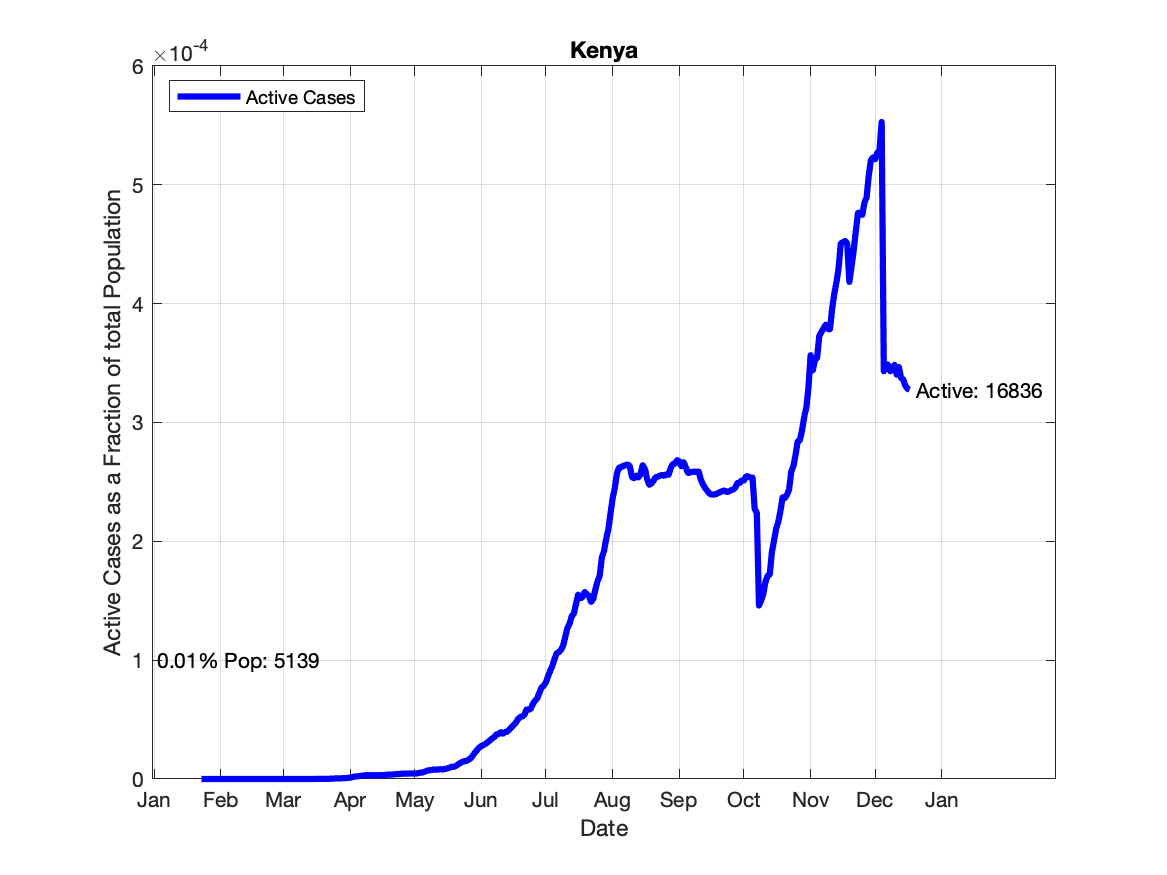 Kenya
×10-4
Active Cases
6
5
4
3
2
1
0
Active Cases as a Fraction of total Population
0.01% Pop: 5139
Active: 16836
Jan Feb Mar Apr May Jun Jul Aug Sep Oct Nov Dec Jan
Date